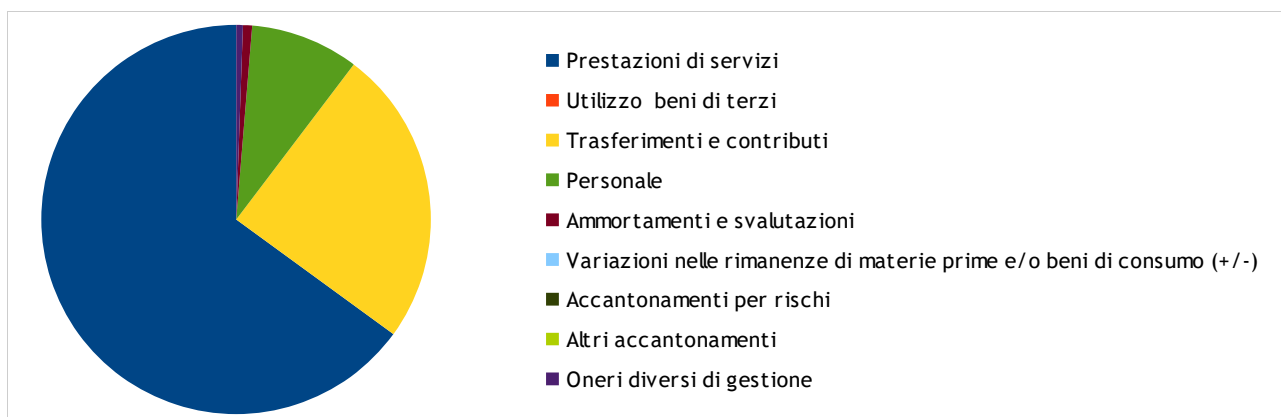 Prestazioni di servizi
Utilizzo beni di terzi
Trasferimenti e contributi
Personale
Ammortamenti e svalutazioni
Variazioni nelle rimanenze di materie prime e/o beni di consumo (+/-)
Accantonamenti per rischi
Altri accantonamenti
Oneri diversi di gestione